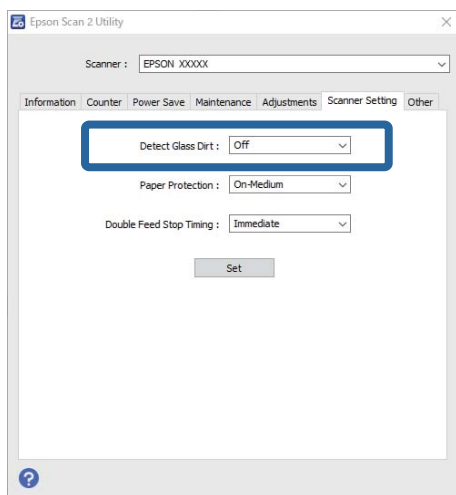 Epson Scan 2 Utility
Scanner : EPSON XXXXX
Information Counter Power Save Maintenance Adjustments Scanner Setting Other
Detect Glass Dirt : Off
Paper Protection : On-Medium
Double Feed Stop Timing : Immediate
Set
?